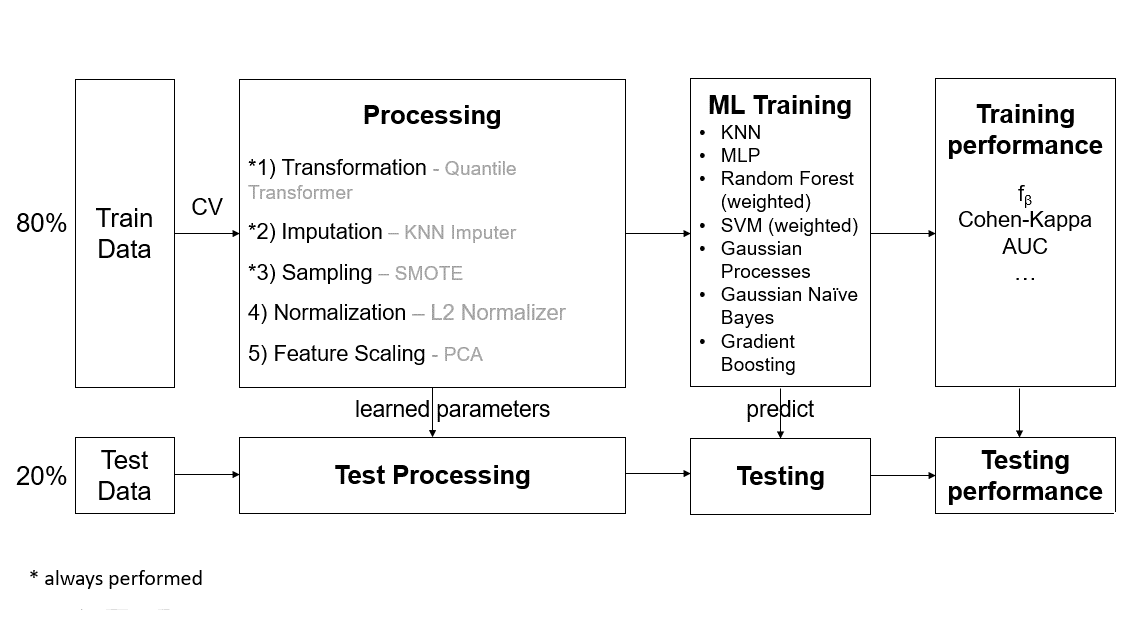 80%
Train
Data
CV
Processing
*1) Transformation - Quantile
Transformer
*2) Imputation – KNN Imputer
*3) Sampling – SMOTE
4) Normalization – L2 Normalizer
5) Feature Scaling - PCA
ML Training
• KNN
• MLP
• Random Forest
(weighted)
• SVM (weighted)
• Gaussian
Processes
• Gaussian Naïve
Bayes
• Gradient
Boosting
Training
performance
fβ
Cohen-Kappa
AUC
...
learned parameters
predict
20%
Test
Data
Test Processing
Testing
Testing
performance
* always performed